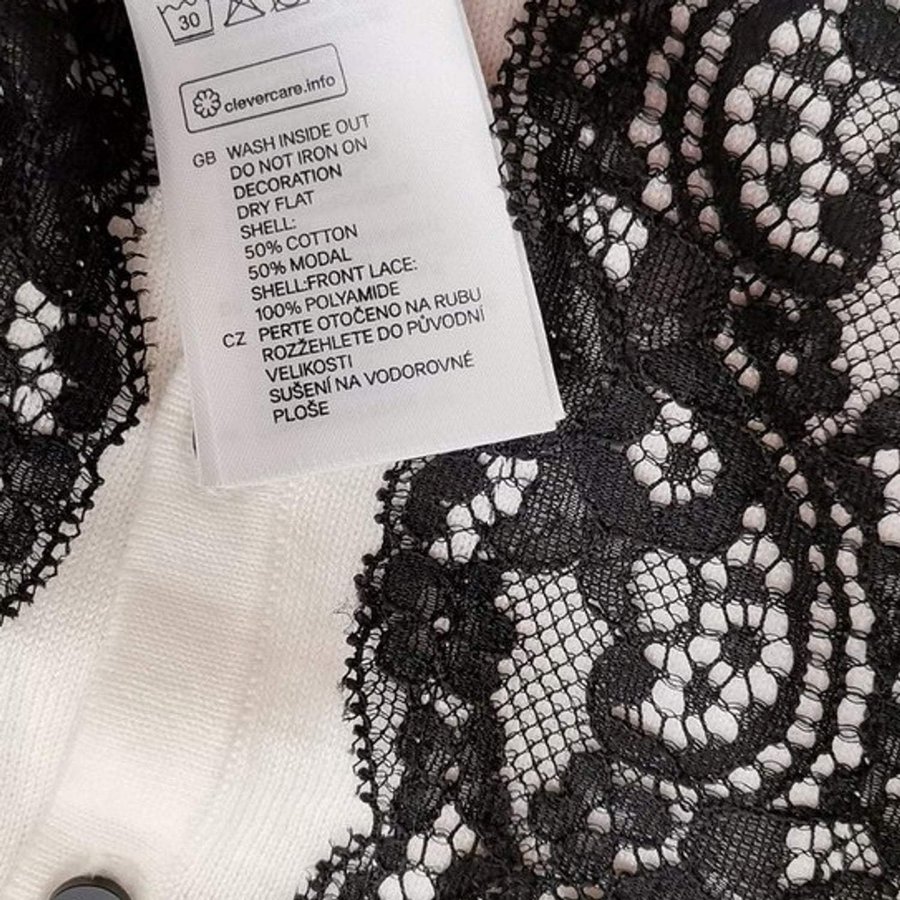 30
clevercare.info
GB WASH INSIDE OUT
DO NOT IRON ON
DECORATION
DRY FLAT
SHELL:
50% COTTON
50% MODAL
SHELL:FRONT LACE:
100% POLYAMIDE
CZ PERTE OTOČENO NA RUBU
ROZŽEHLETE DO PŮVODNÍ
VELIKOSTI
SUŠENÍ NA VODOROVNÉ
PLOŠE